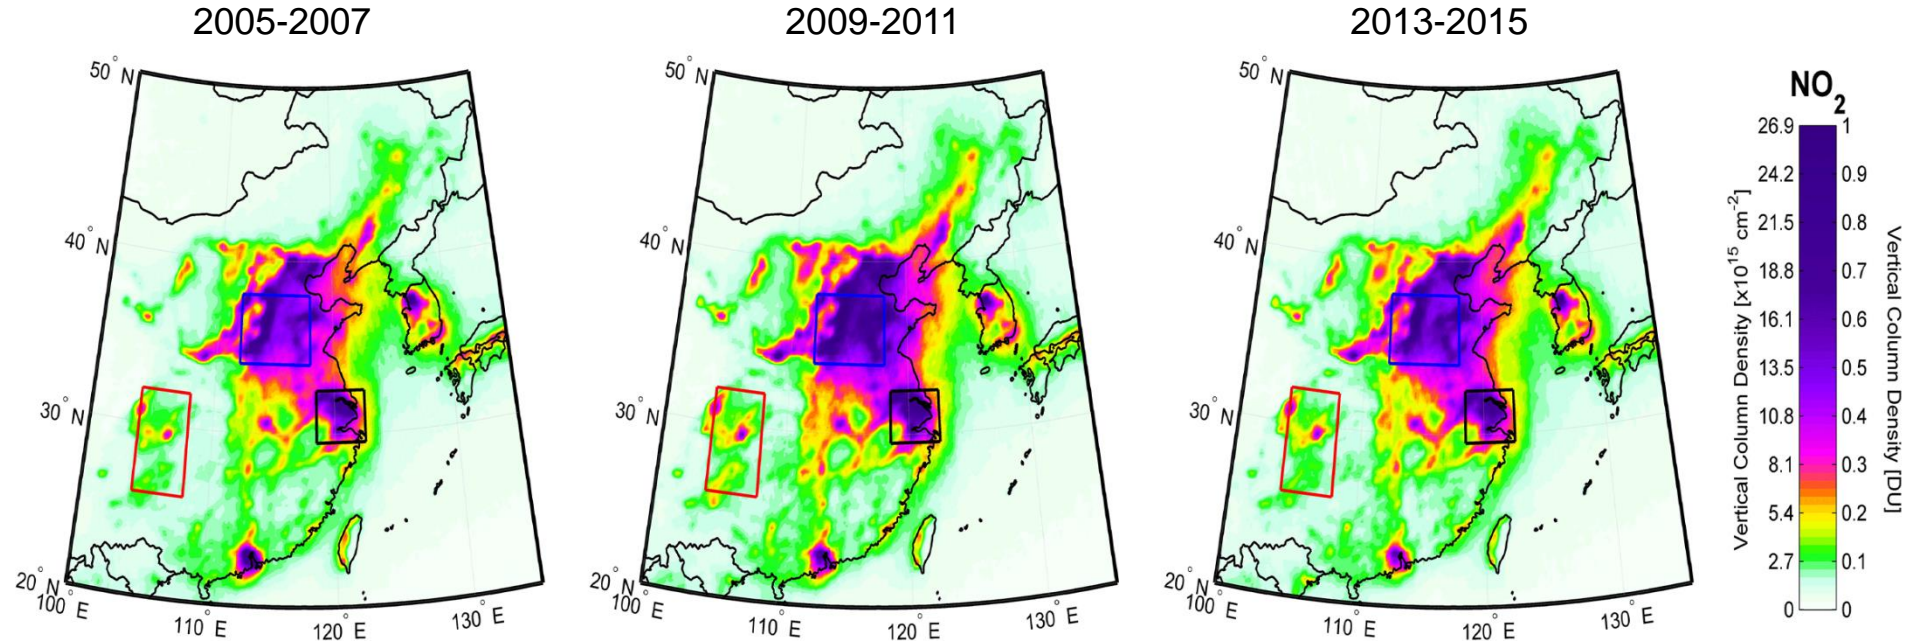 2005-2007
2009-2011
2013-2015
50° N
40° N
30° N
20° N
100° E
110° E
120° E
130° E
50° N
40° N
30° N
20° N
100° E
110° E
120° E
130° E
50° N
40° N
30° N
20° N
100° E
110° E
120° E
130° E
NO₂
26.9 1
24.2 0.9
21.5 0.8
18.8 0.7
16.1 0.6
13.5 0.5
10.8 0.4
8.1 0.3
5.4 0.2
2.7 0.1
0 0
Vertical Column Density [x10¹⁵ cm⁻²]
Vertical Column Density [DU]